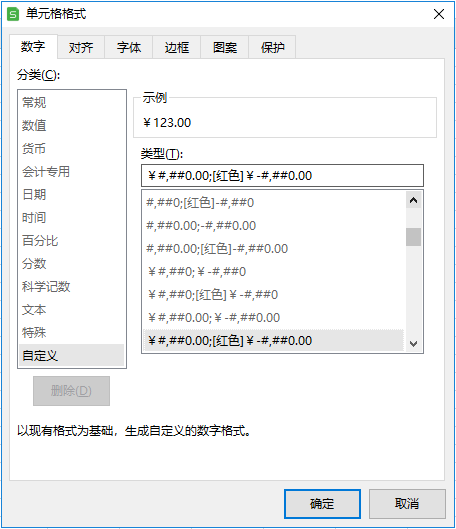 单元格格式
数字 对齐 字体 边框 图案 保护
分类(C):
常规
数值
货币
会计专用
日期
时间
百分比
分数
科学记数
文本
特殊
自定义
示例
￥123.00
类型(T):
￥#,##0.00;[红色]￥-#,##0.00
#,##0;[红色]-#,##0
#,##0.00;-#,##0.00
#,##0.00;[红色]-#,##0.00
￥#,##0;￥-#,##0
￥#,##0;[红色]￥-#,##0
￥#,##0.00;￥-#,##0.00
￥#,##0.00;[红色]￥-#,##0.00
删除(D)
以现有格式为基础，生成自定义的数字格式。
确定 取消